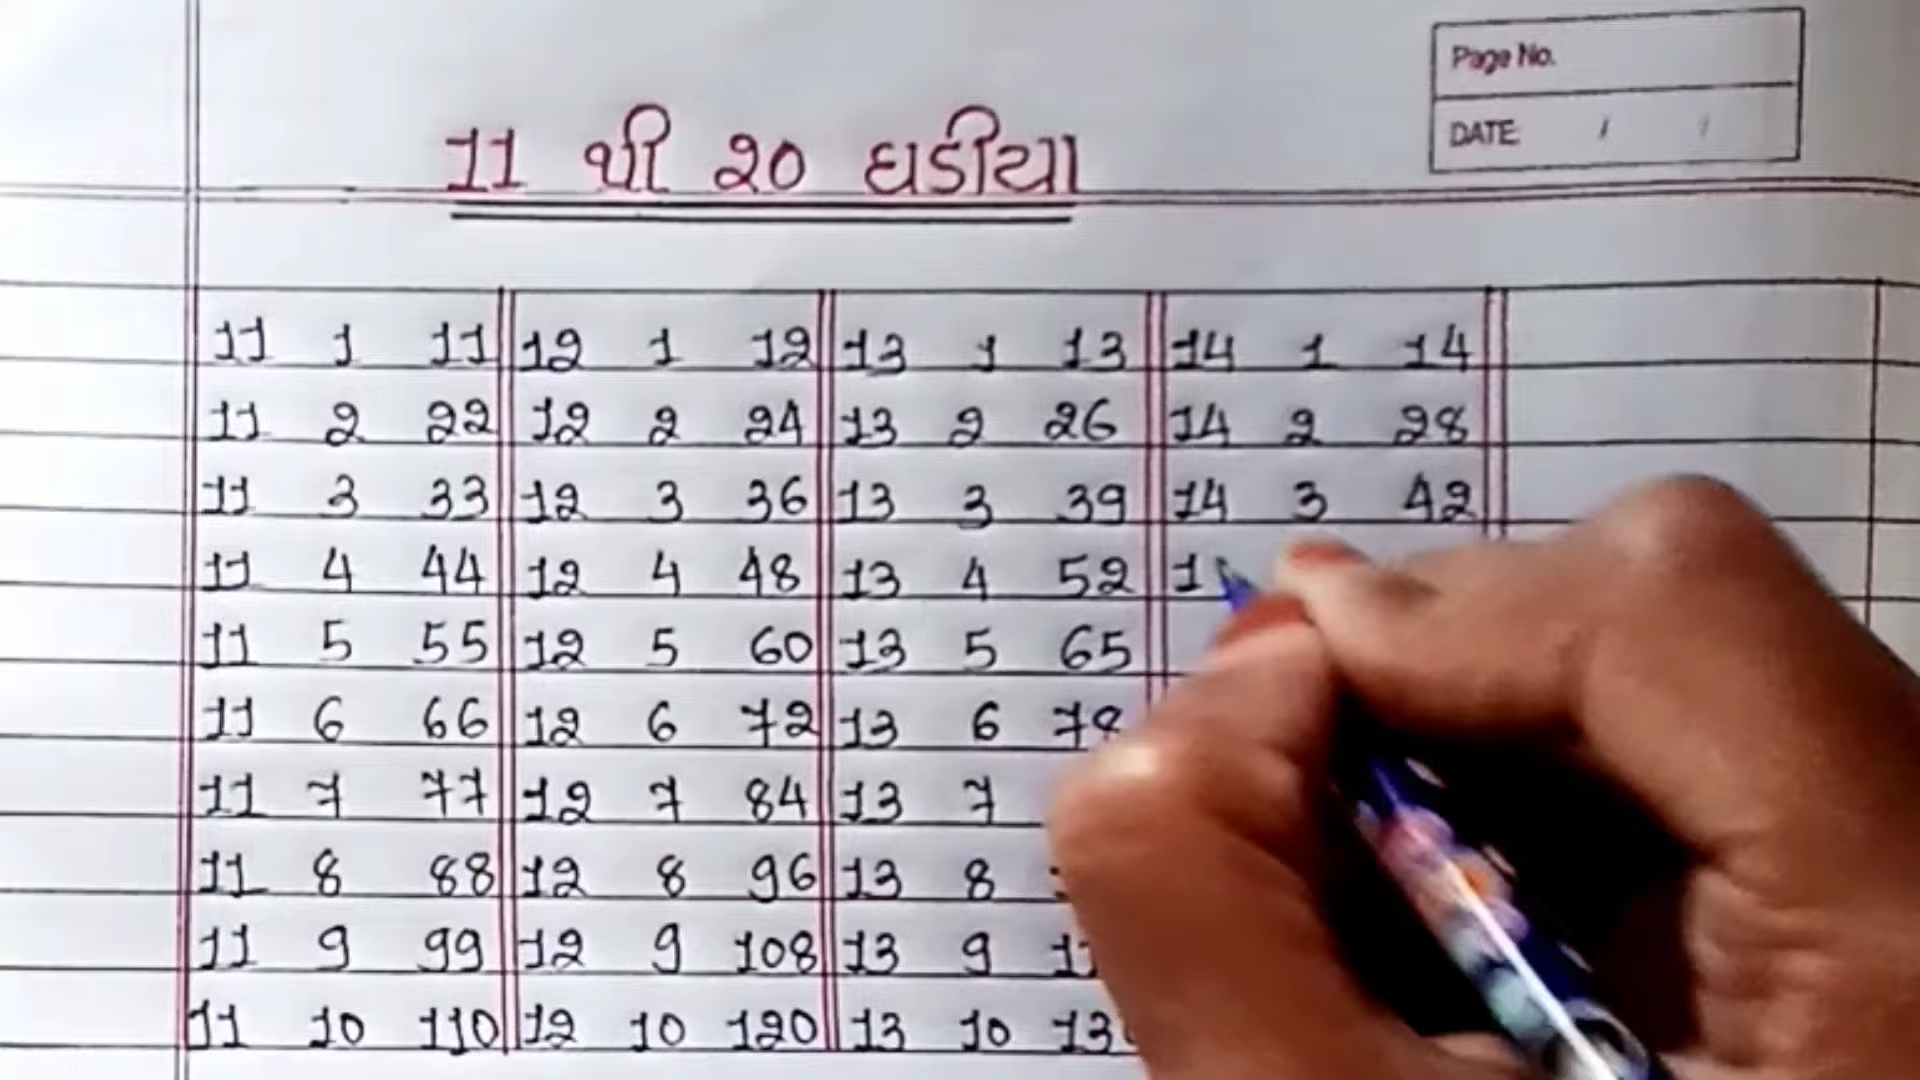 Page No.
DATE / /
11 થી 20 ઘડીયા
11 1 11 12 1 12 13 1 13 14 1 14
11 2 22 12 2 24 13 2 26 14 2 28
11 3 33 12 3 36 13 3 39 14 3 42
11 4 44 12 4 48 13 4 52 1
11 5 55 12 5 60 13 5 65
11 6 66 12 6 72 13 6 78
11 7 77 12 7 84 13 7
11 8 88 12 8 96 13 8
11 9 99 12 9 108 13 9
11 10 110 12 10 120 13 10